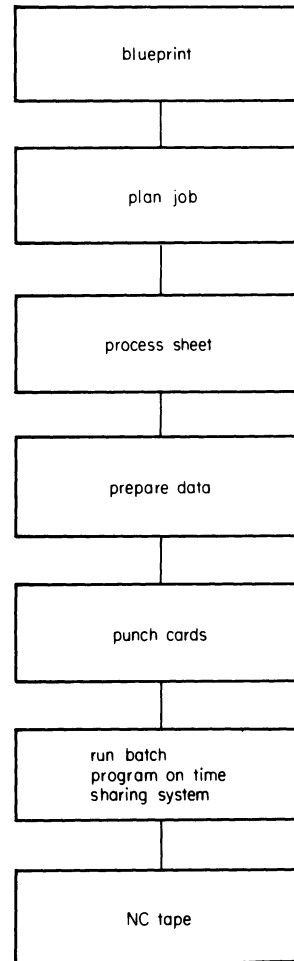 blueprint
plan job
process sheet
prepare data
punch cards
run batch
program on time
sharing system
NC tape